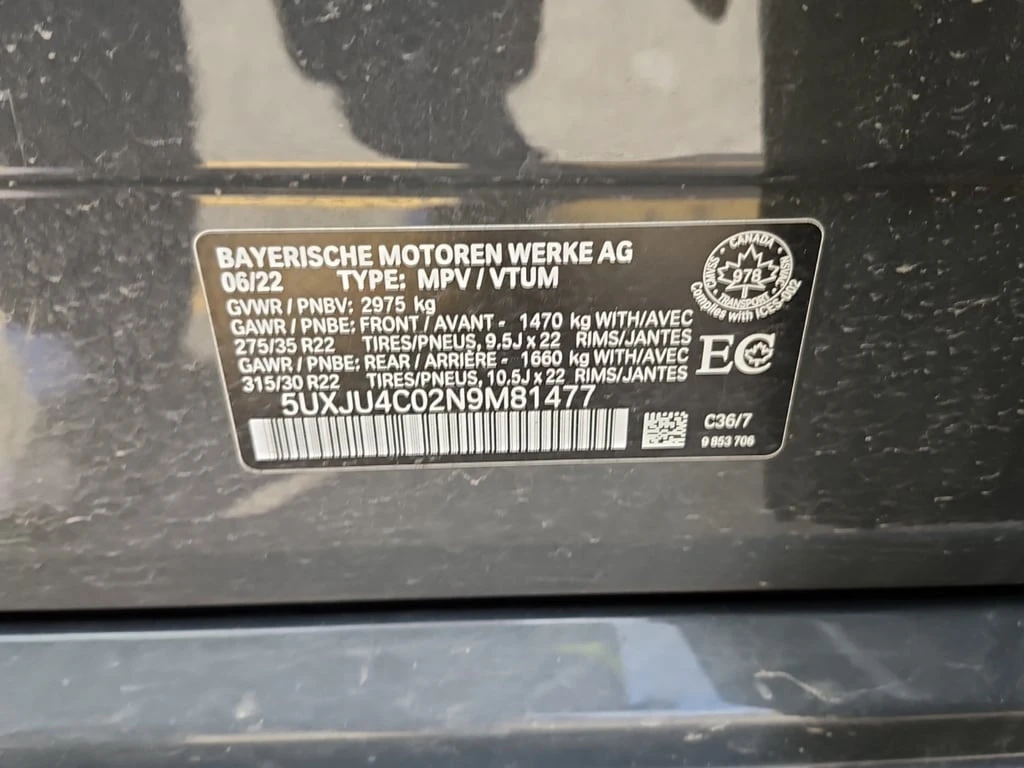 BAYERISCHE MOTOREN WERKE AG
06/22 TYPE: MPV / VTUM
GVWR / PNBV: 2975 kg
GAWR / PNBE: FRONT / AVANT - 1470 kg WITH/AVEC
275/35 R22 TIRES/PNEUS, 9.5J x 22 RIMS/JANTES
GAWR / PNBE: REAR / ARRIÈRE - 1660 kg WITH/AVEC
315/30 R22 TIRES/PNEUS, 10.5J x 22 RIMS/JANTES
5UXJU4C02N9M81477
CANADA
978
TRANSPORT
Complies with ICES-002
EC
C36/7
9 853 706